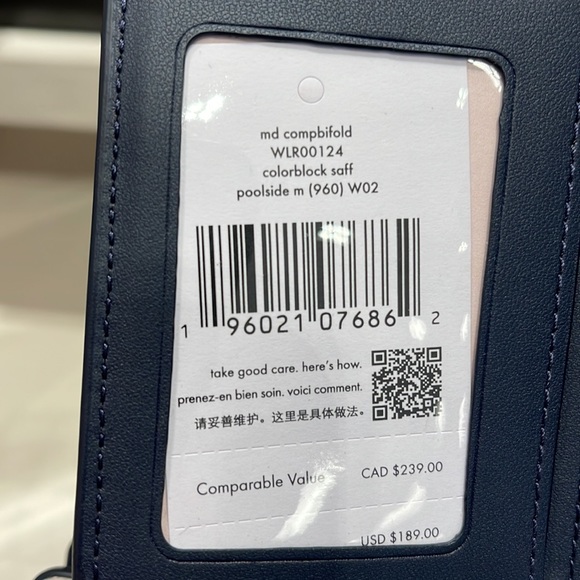 md compbifold
WLR00124
colorblock saff
poolside m (960) W02
1 96021 07686 2
take good care. here's how.
prenez-en bien soin. voici comment.
请妥善维护。这里是具体做法。
Comparable Value CAD $239.00
USD $189.00